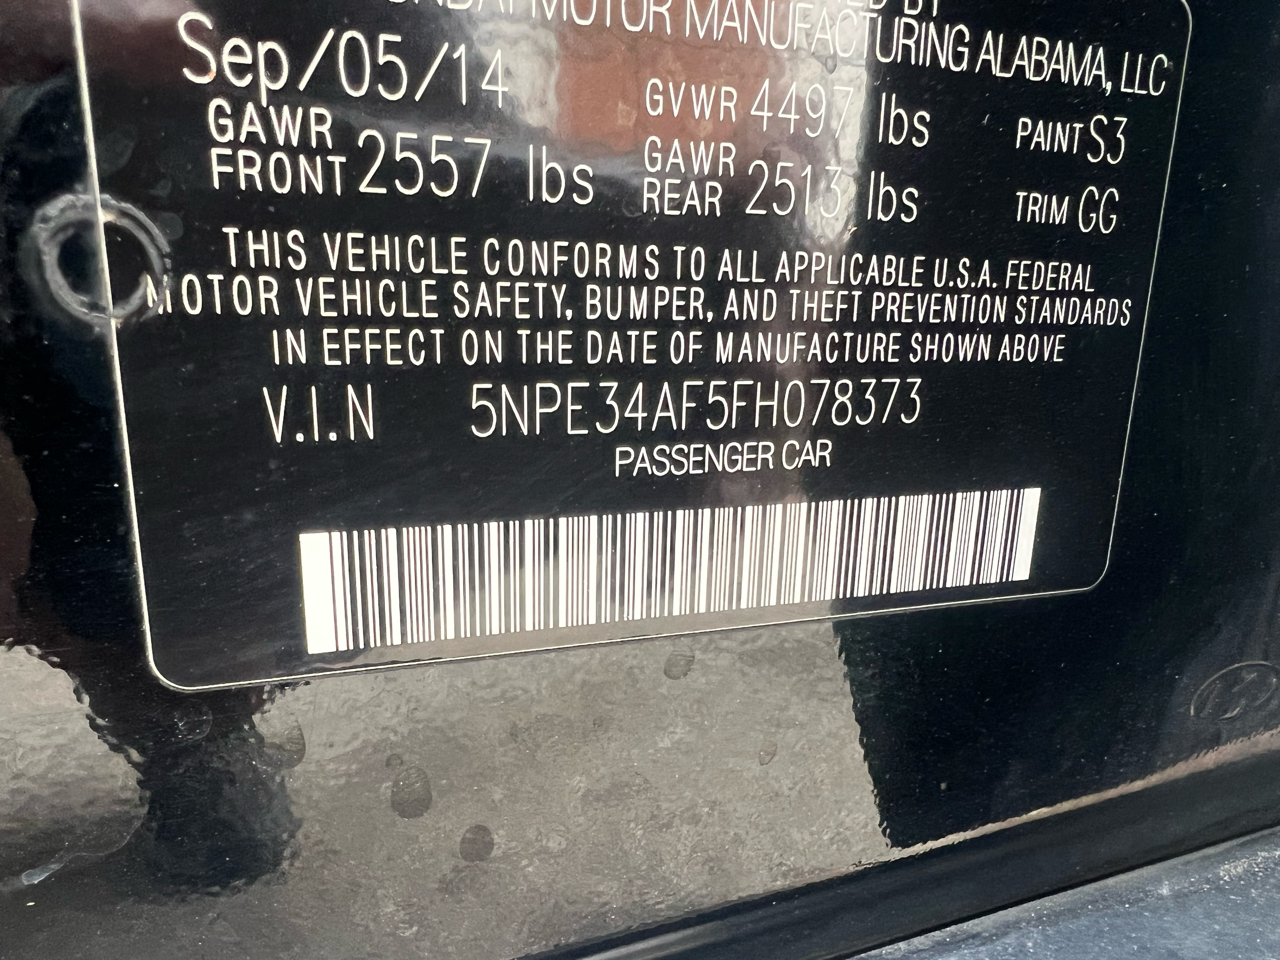 MOTOR MANUFACTURING ALABAMA, LLC
Sep/05/14 GVWR 4497 lbs PAINT S3
GAWR FRONT 2557 lbs GAWR REAR 2513 lbs TRIM GG
THIS VEHICLE CONFORMS TO ALL APPLICABLE U.S.A. FEDERAL
MOTOR VEHICLE SAFETY, BUMPER, AND THEFT PREVENTION STANDARDS
IN EFFECT ON THE DATE OF MANUFACTURE SHOWN ABOVE
V.I.N 5NPE34AF5FH078373
PASSENGER CAR